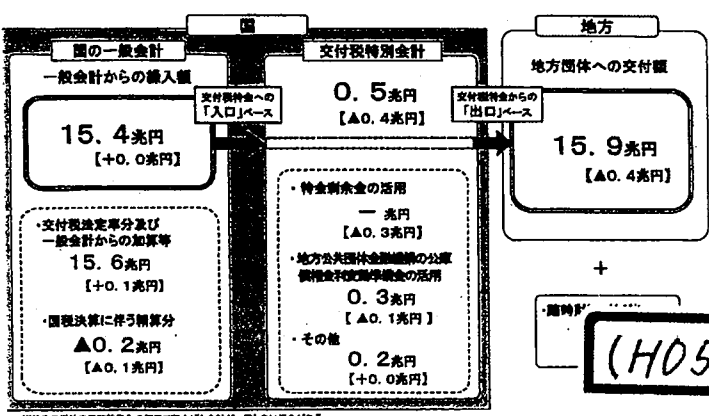 国
国の一般会計
一般会計からの繰入額
15.4兆円
[+0.0兆円]
・交付税法定率分及び
一般会計からの加算等
15.6兆円
[+0.1兆円]
・国税決算に伴う精算分
▲0.2兆円
[▲0.1兆円]
交付税特会への
「入口」ベース
交付税特別会計
0.5兆円
[▲0.4兆円]
・特会剰余金の活用
ー 兆円
[▲0.3兆円]
・地方公共団体金融機構の公庫
債権金利変動準備金の活用
0.3兆円
[▲0.1兆円]
・その他
0.2兆円
[+0.0兆円]
交付税特会からの
「出口」ベース
地方
地方団体への交付額
15.9兆円
[▲0.4兆円]
+
(H05